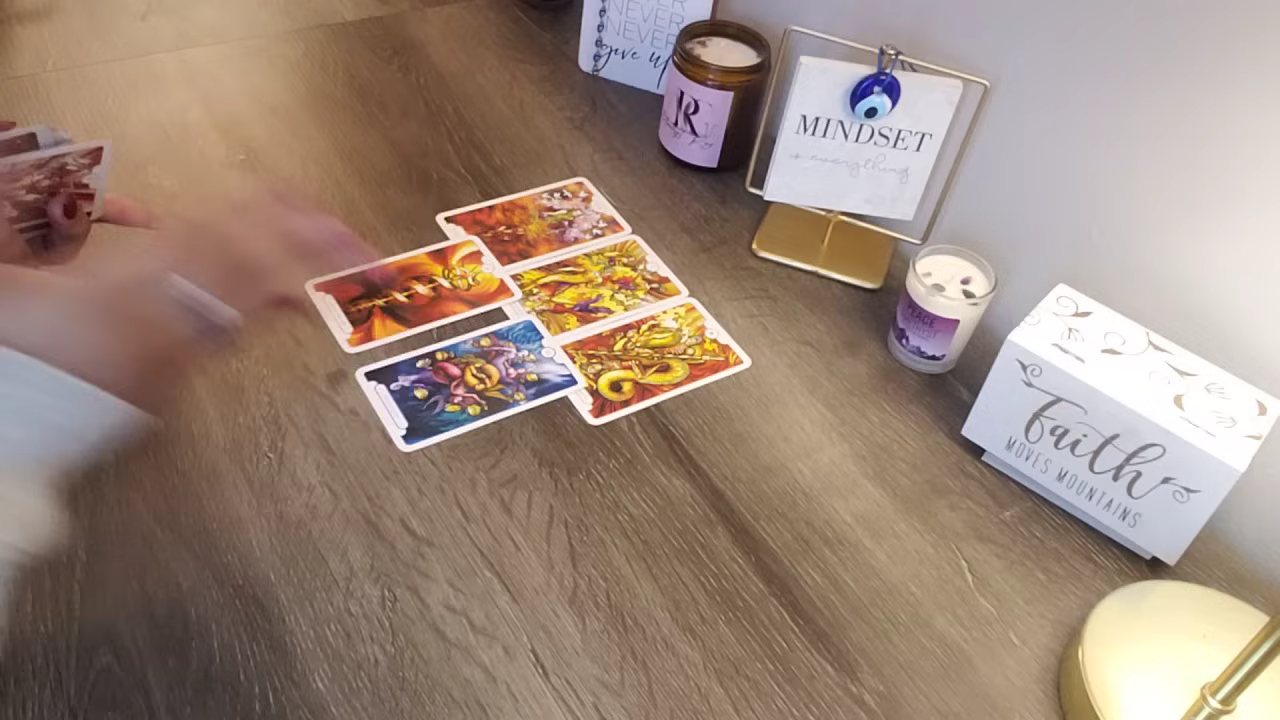 NEVER
NEVER
give up
R
MINDSET
is everything
PEACE
Faith
MOVES MOUNTAINS